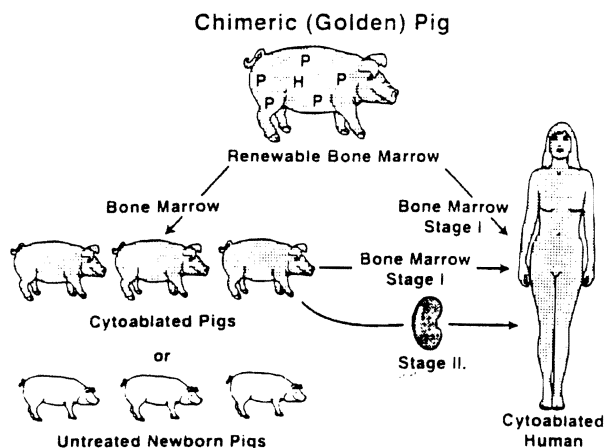 Chimeric (Golden) Pig
P
P H P
P P
Renewable Bone Marrow
Bone Marrow
Bone Marrow
Stage I
Bone Marrow
Stage I
Cytoablated Pigs
or
Stage II.
Untreated Newborn Pigs
Cytoablated
Human